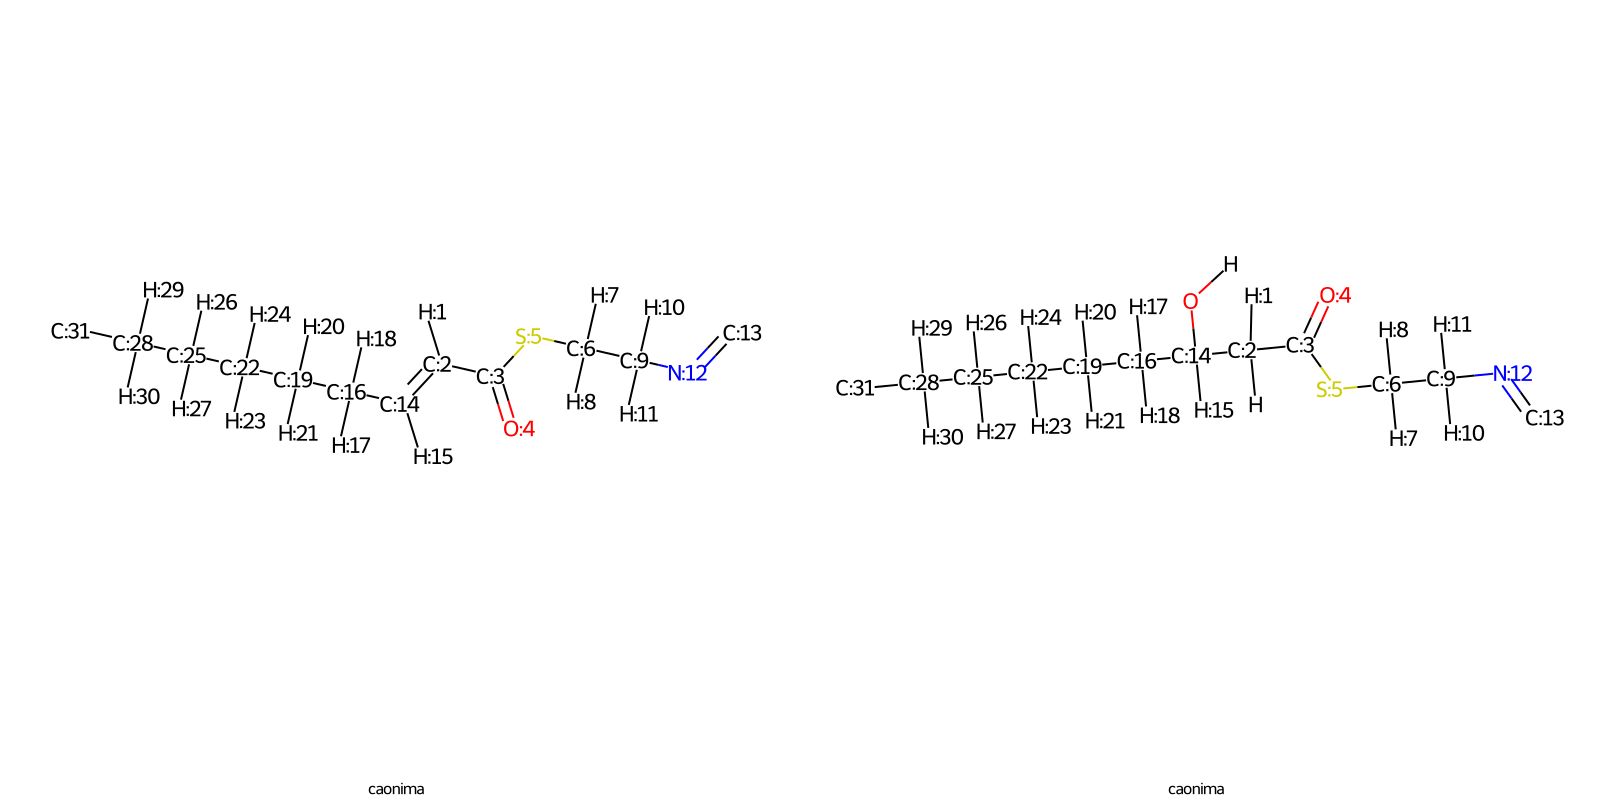 H:29 H:26 H:24 H:20 H:18 H:1 H:7 H:10
C:31 C:28 C:25 C:22 C:19 C:16 C:14 C:2 C:3 S:5 C:6 C:9 N:12 C:13
H:30 H:27 H:23 H:21 H:17 H:15 O:4 H:8 H:11
caonima
H
H:29 H:26 H:24 H:20 H:17 O H:1 O:4 H:8 H:11
C:31 C:28 C:25 C:22 C:19 C:16 C:14 C:2 C:3 S:5 C:6 C:9 N:12 C:13
H:30 H:27 H:23 H:21 H:18 H:15 H H:7 H:10
caonima